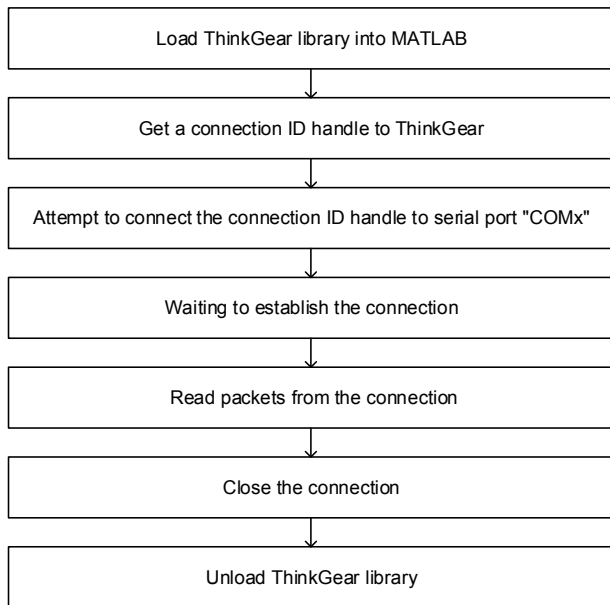 Load ThinkGear library into MATLAB
Get a connection ID handle to ThinkGear
Attempt to connect the connection ID handle to serial port "COMx"
Waiting to establish the connection
Read packets from the connection
Close the connection
Unload ThinkGear library